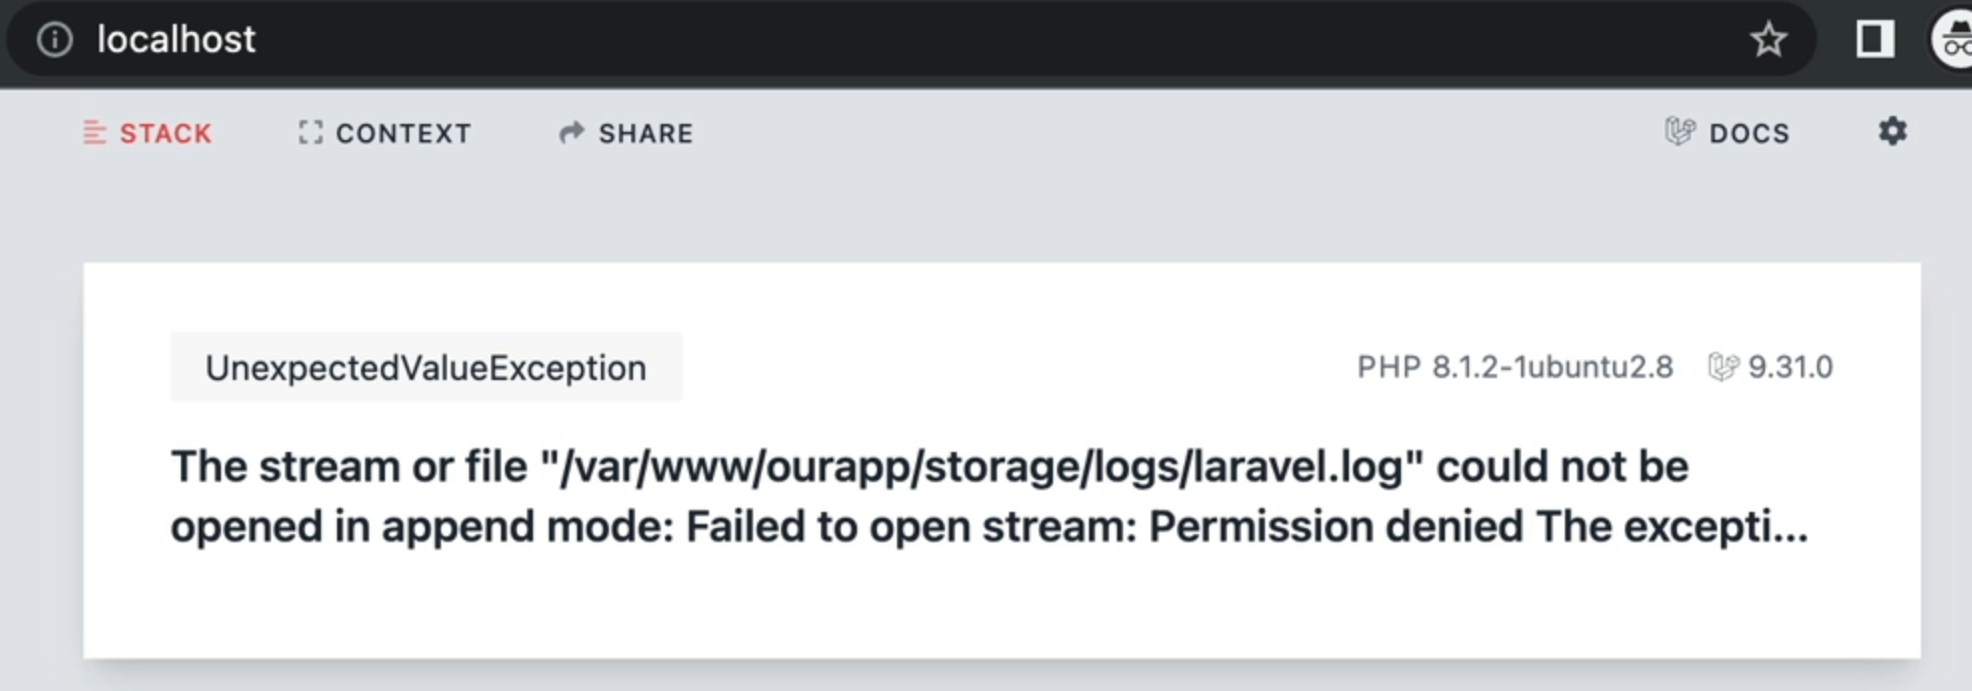 localhost
STACK CONTEXT SHARE DOCS
UnexpectedValueException PHP 8.1.2-1ubuntu2.8 9.31.0
The stream or file "/var/www/ourapp/storage/logs/laravel.log" could not be
opened in append mode: Failed to open stream: Permission denied The excepti...